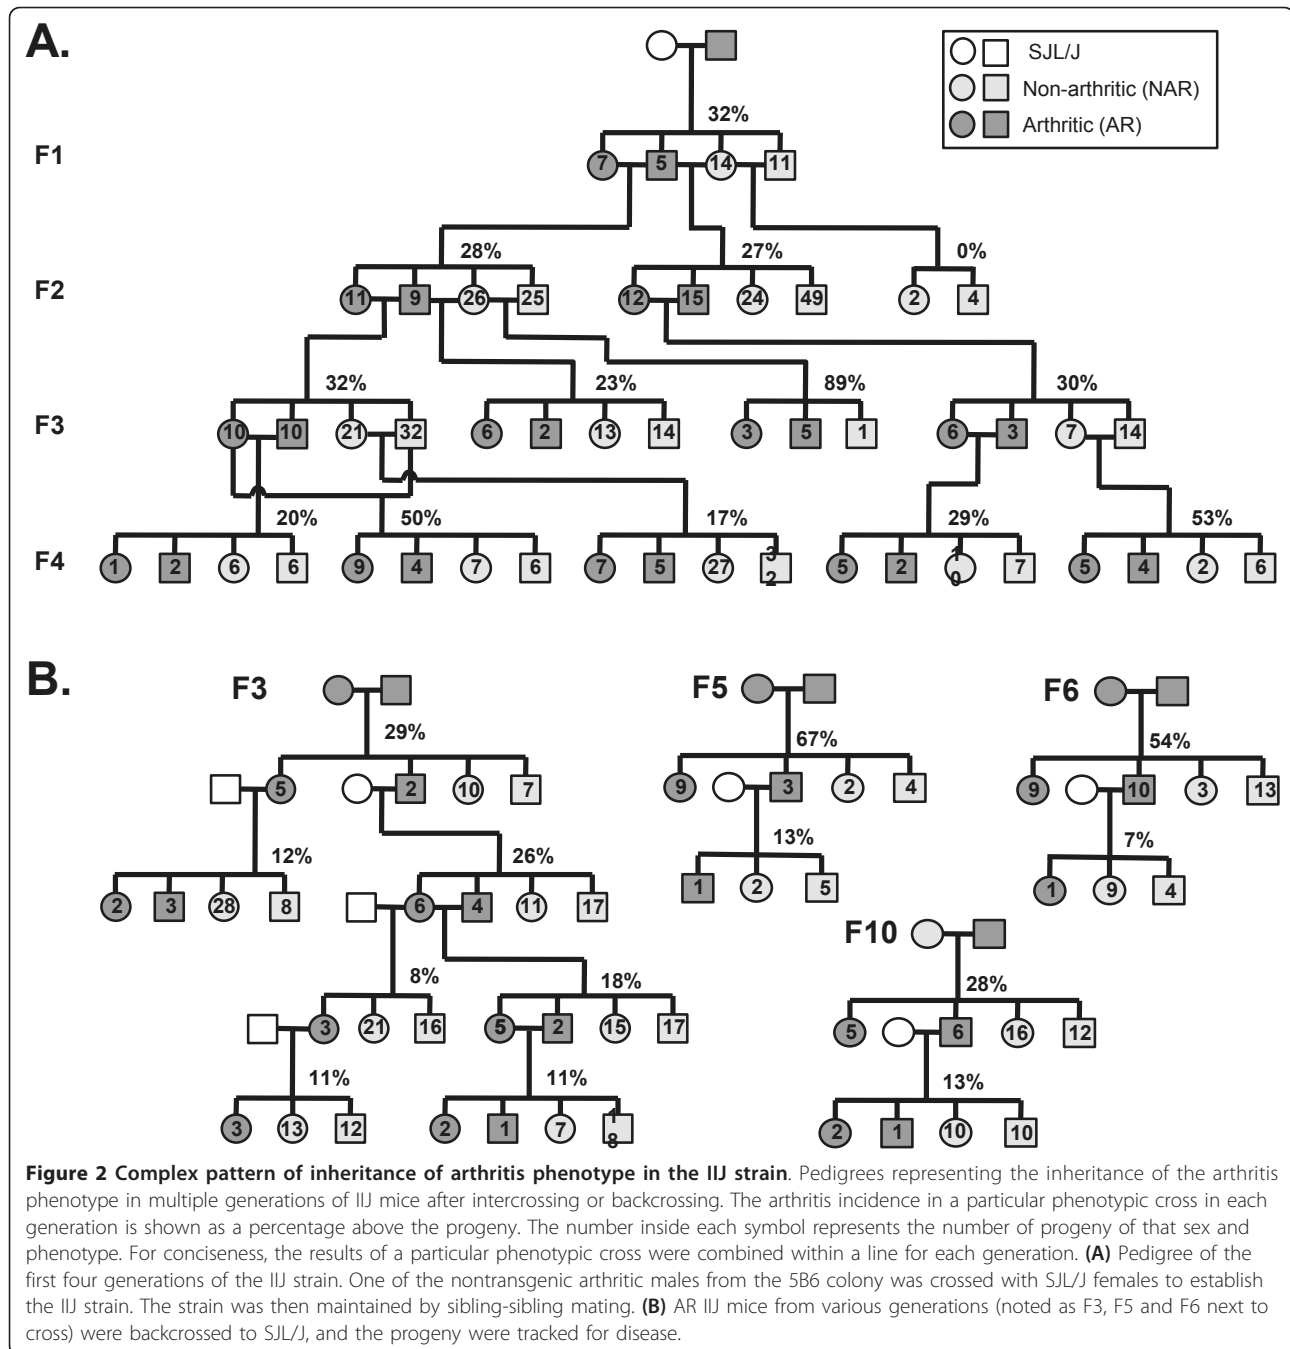 A.
SJL/J
Non-arthritic (NAR)
Arthritic (AR)
32%
F1
7 5 14 11
28% 27% 0%
F2
11 9 26 25 12 15 24 49 2 4
32% 23% 89% 30%
F3
10 10 21 32 6 2 13 14 3 5 1 6 3 7 14
20% 50% 17% 29% 53%
F4
1 2 6 6 9 4 7 6 7 5 27 32 5 2 10 7 5 4 2 6
B.
F3
29%
5 2 10 7
12% 26%
2 3 28 8 6 4 11 17
8% 18%
3 21 16 5 2 15 17
11% 11%
3 13 12 2 1 7 18
F5
67%
9 3 2 4
13%
1 2 5
F6
54%
9 10 3 13
7%
1 9 4
F10
28%
5 6 16 12
13%
2 1 10 10
Figure 2 Complex pattern of inheritance of arthritis phenotype in the IIJ strain. Pedigrees representing the inheritance of the arthritis
phenotype in multiple generations of IIJ mice after intercrossing or backcrossing. The arthritis incidence in a particular phenotypic cross in each
generation is shown as a percentage above the progeny. The number inside each symbol represents the number of progeny of that sex and
phenotype. For conciseness, the results of a particular phenotypic cross were combined within a line for each generation. (A) Pedigree of the
first four generations of the IIJ strain. One of the nontransgenic arthritic males from the 5B6 colony was crossed with SJL/J females to establish
the IIJ strain. The strain was then maintained by sibling-sibling mating. (B) AR IIJ mice from various generations (noted as F3, F5 and F6 next to
cross) were backcrossed to SJL/J, and the progeny were tracked for disease.